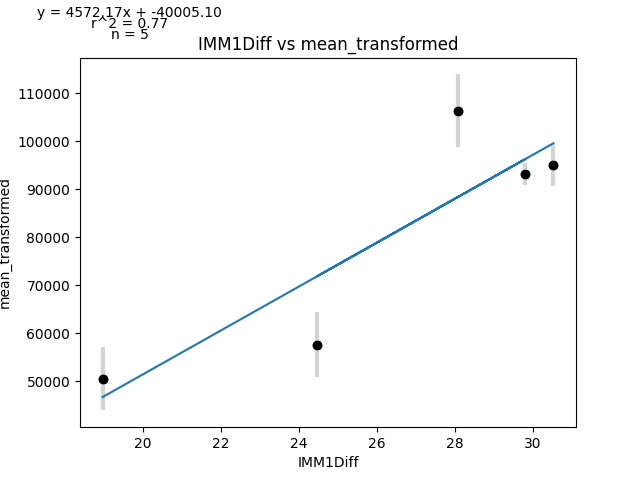 y = 4572.17x + -40005.10
r^2 = 0.77
n = 5
IMM1Diff vs mean_transformed
mean_transformed
110000
100000
90000
80000
70000
60000
50000
20
22
24
26
28
30
IMM1Diff